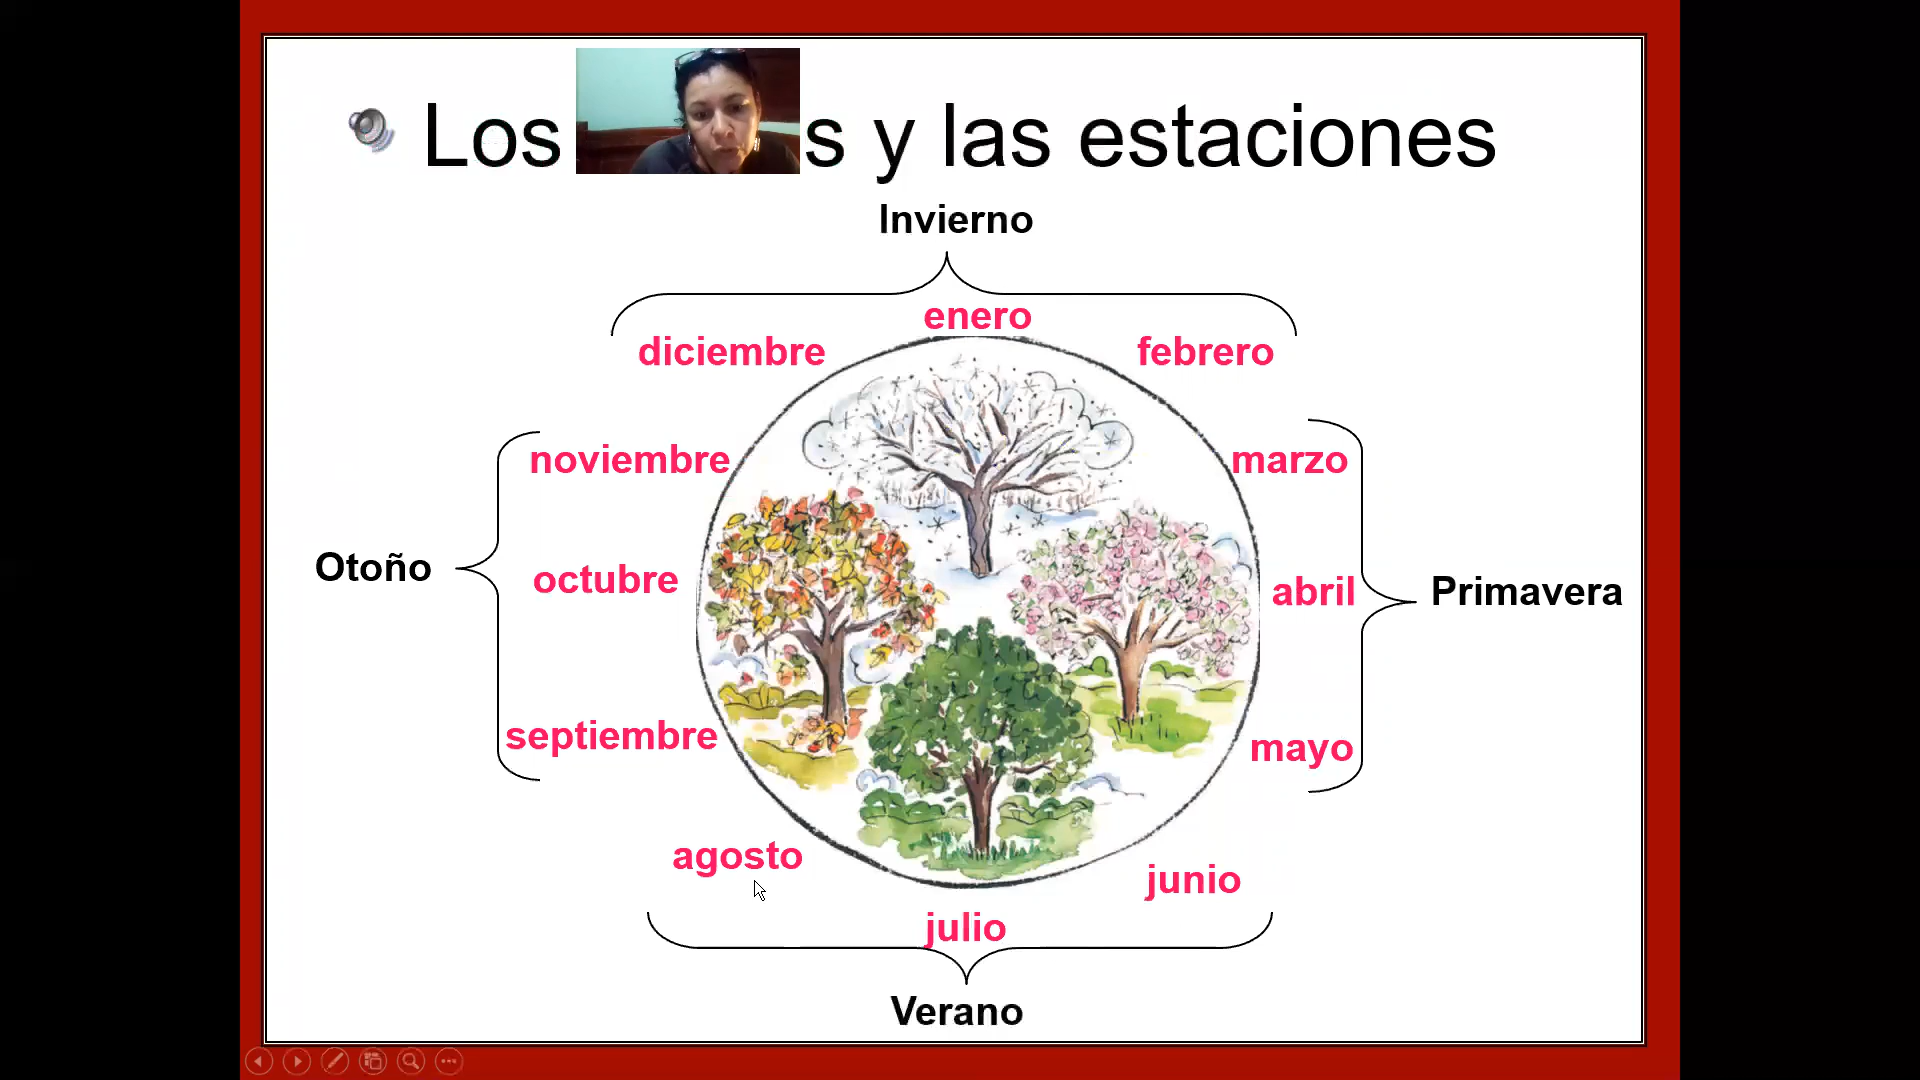 Los s y las estaciones
Invierno
enero
diciembre
febrero
noviembre
marzo
Otoño
octubre
abril
Primavera
septiembre
mayo
agosto
junio
julio
Verano